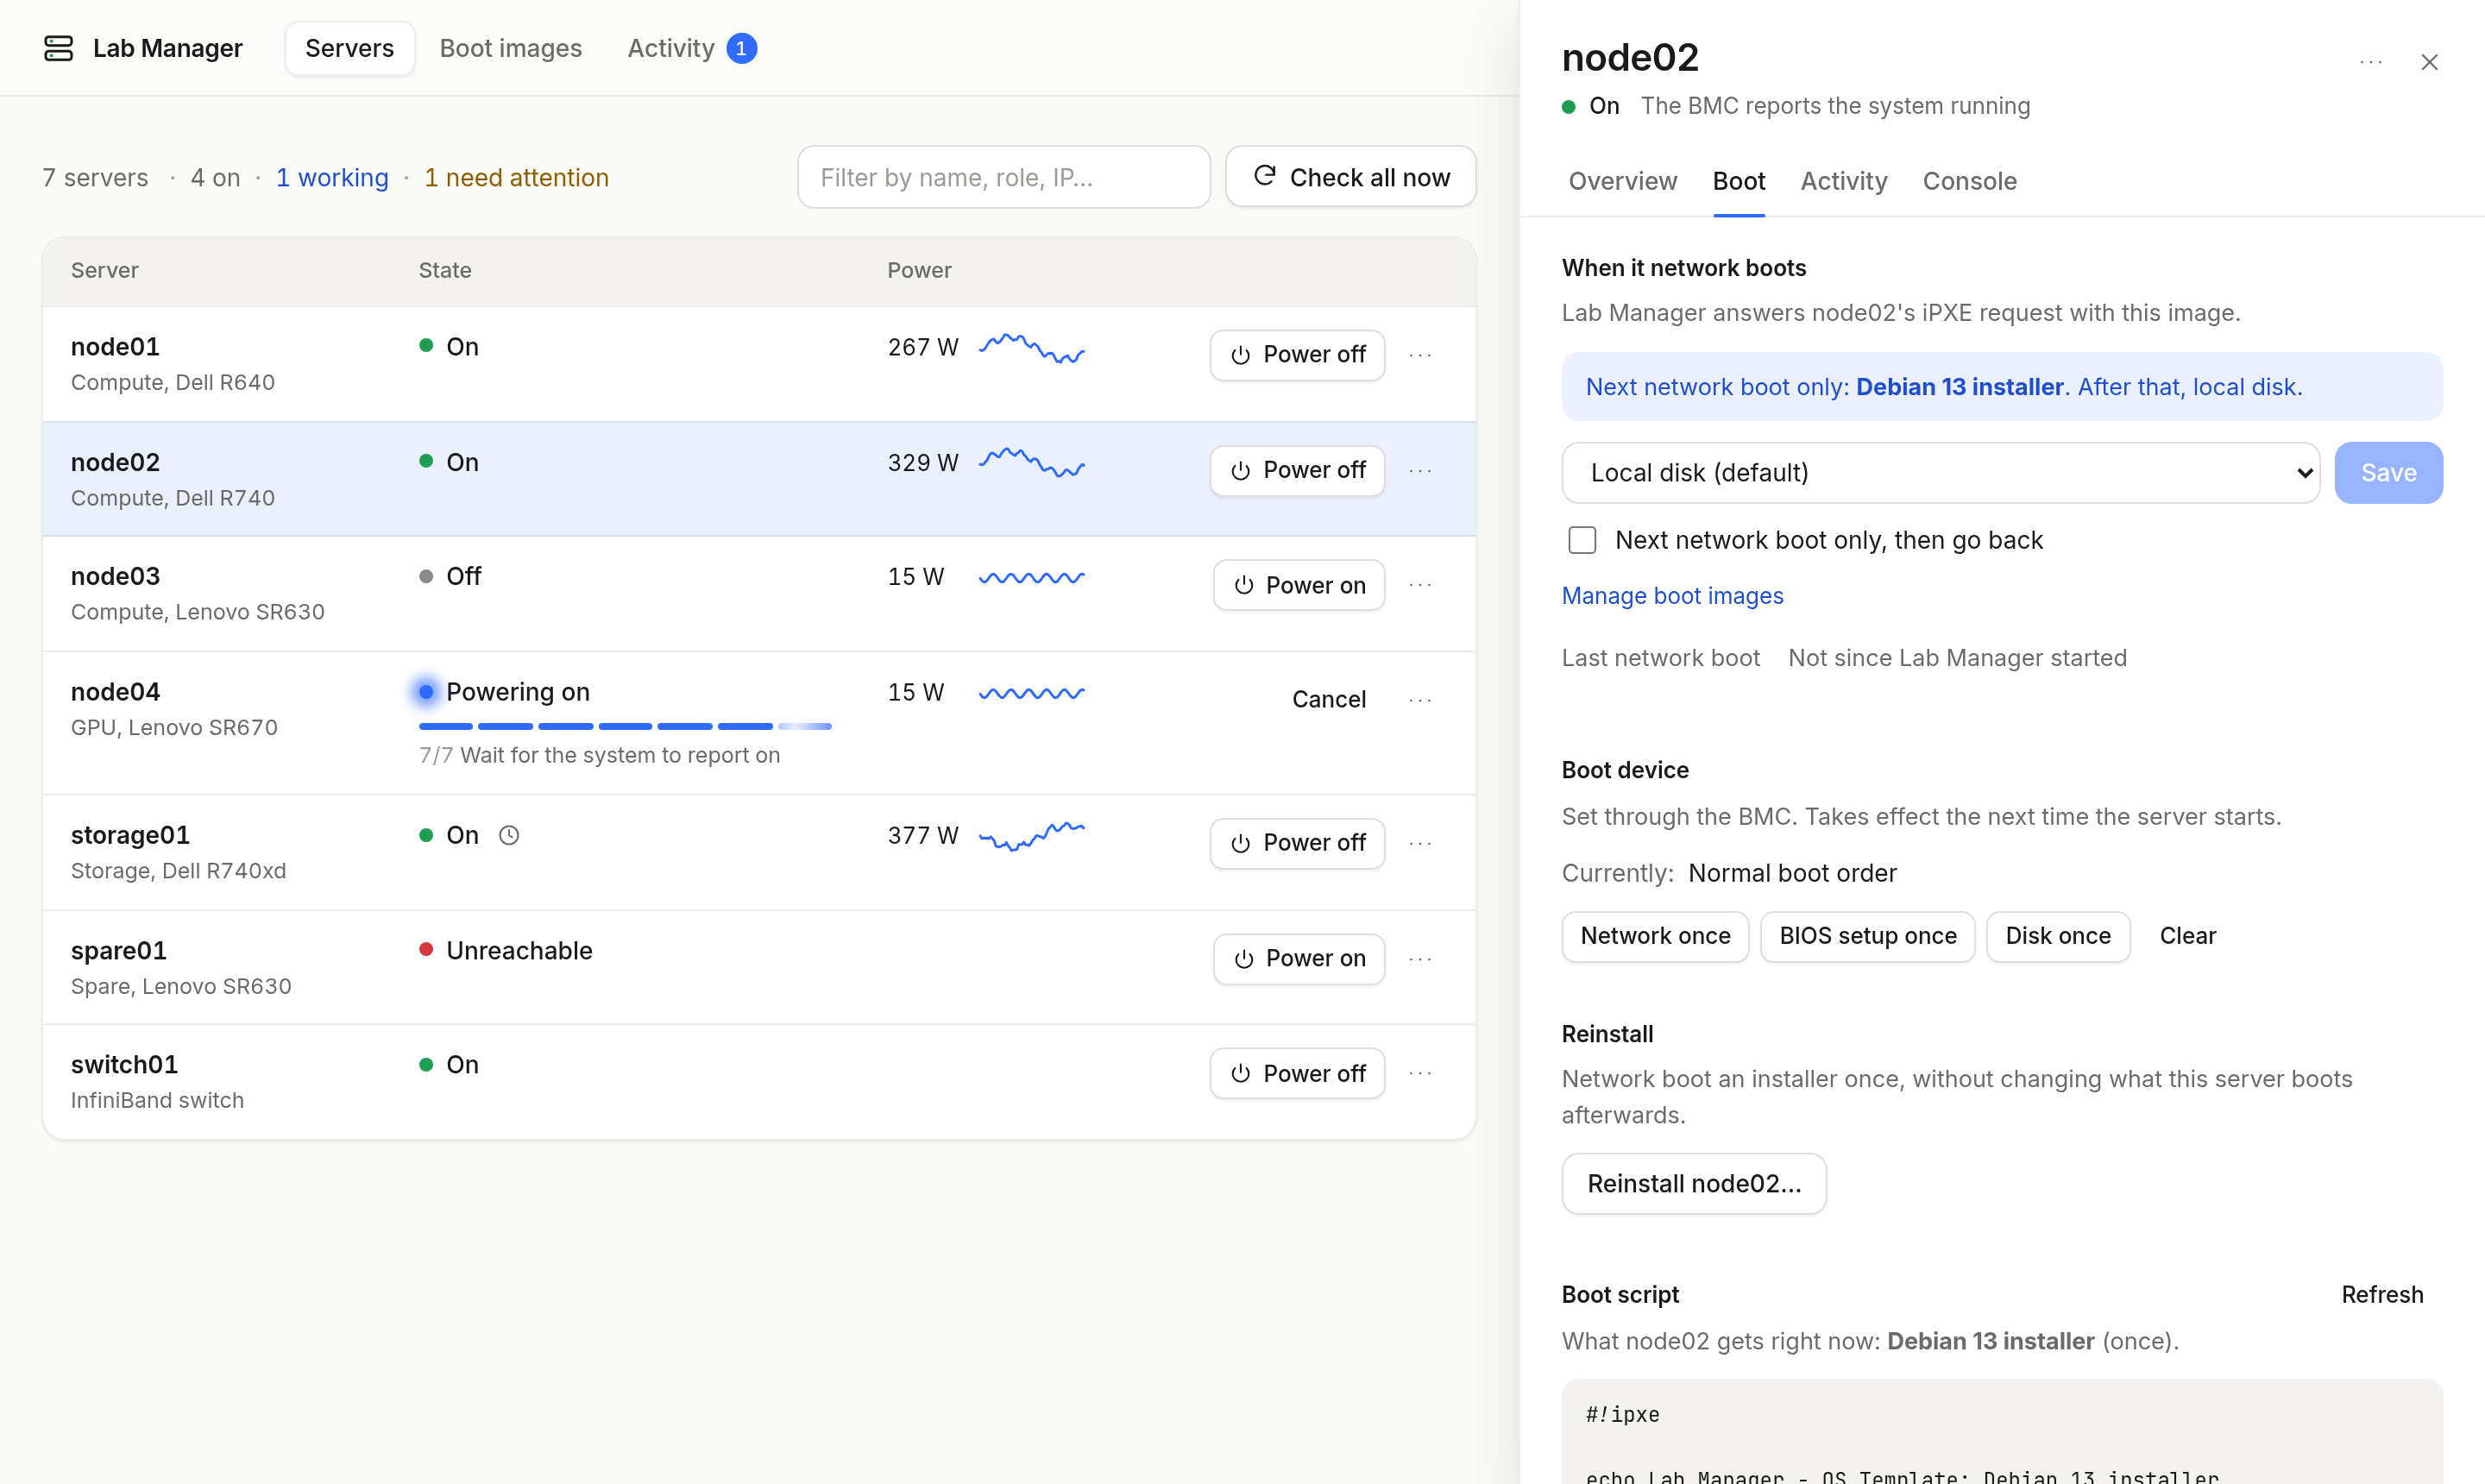 Lab Manager
Servers
Boot images
Activity 1
7 servers · 4 on · 1 working · 1 need attention
Filter by name, role, IP...
Check all now
Server State Power
node01 On 267 W Power off ...
Compute, Dell R640
node02 On 329 W Power off ...
Compute, Dell R740
node03 Off 15 W Power on ...
Compute, Lenovo SR630
node04 Powering on 15 W Cancel ...
GPU, Lenovo SR670
7/7 Wait for the system to report on
storage01 On 377 W Power off ...
Storage, Dell R740xd
spare01 Unreachable Power on ...
Spare, Lenovo SR630
switch01 On Power off ...
InfiniBand switch
node02
On The BMC reports the system running
Overview Boot Activity Console
When it network boots
Lab Manager answers node02's iPXE request with this image.
Next network boot only: Debian 13 installer. After that, local disk.
Local disk (default)
Save
Next network boot only, then go back
Manage boot images
Last network boot Not since Lab Manager started
Boot device
Set through the BMC. Takes effect the next time the server starts.
Currently: Normal boot order
Network once BIOS setup once Disk once Clear
Reinstall
Network boot an installer once, without changing what this server boots
afterwards.
Reinstall node02...
Boot script Refresh
What node02 gets right now: Debian 13 installer (once).
#!ipxe
echo Lab Manager - OS Template: Debian 13 installer